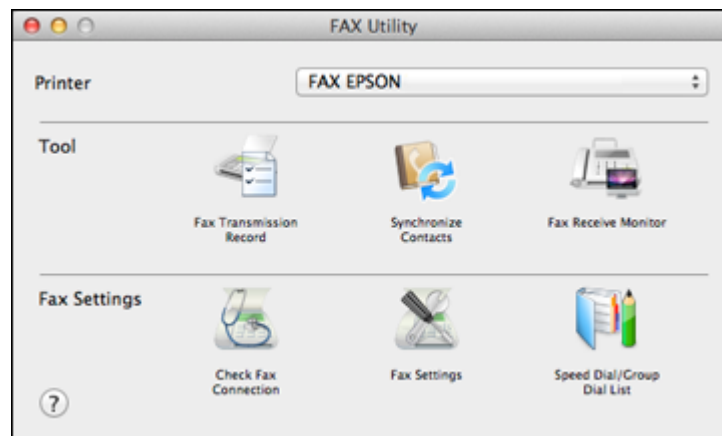 FAX Utility
Printer
FAX EPSON
Tool
Fax Transmission
Record
Synchronize
Contacts
Fax Receive Monitor
Fax Settings
Check Fax
Connection
Fax Settings
Speed Dial/Group
Dial List
?